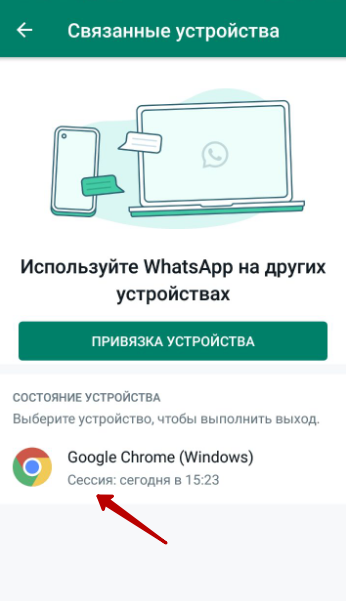 Связанные устройства
Используйте WhatsApp на других
устройствах
ПРИВЯЗКА УСТРОЙСТВА
СОСТОЯНИЕ УСТРОЙСТВА
Выберите устройство, чтобы выполнить выход.
Google Chrome (Windows)
Сессия: сегодня в 15:23